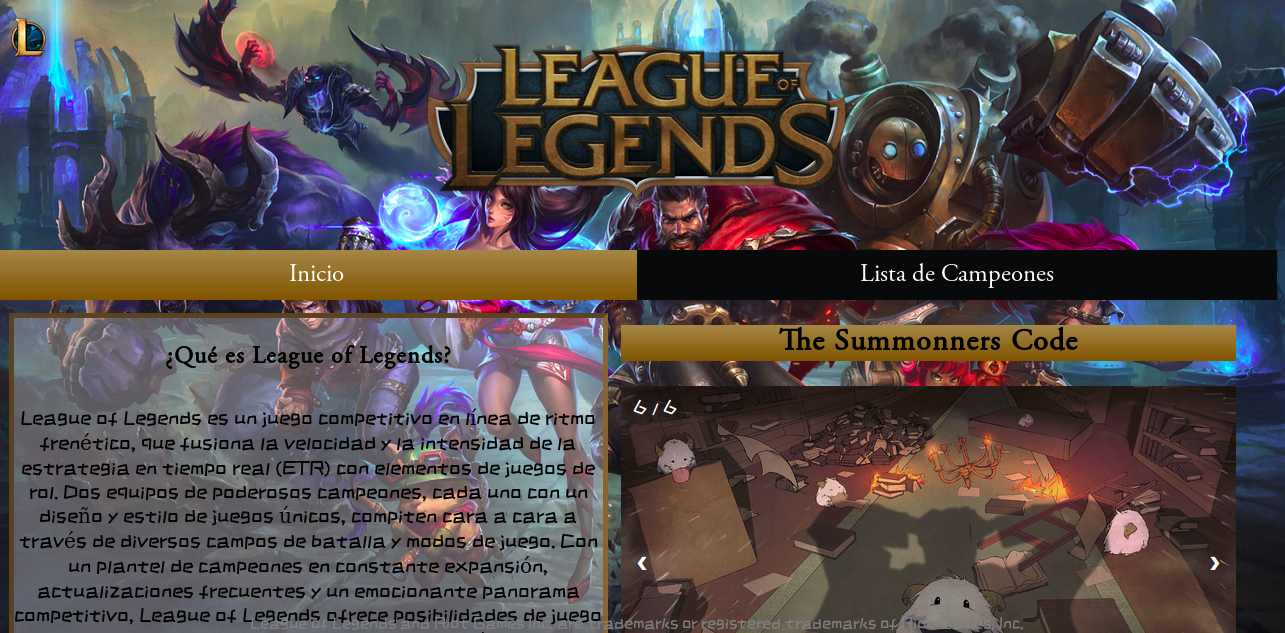 LEAGUE OF
LEGENDS
Inicio
Lista de Campeones
¿Qué es League of Legends?
League of Legends es un juego competitivo en línea de ritmo
frenético, que fusiona la velocidad y la intensidad de la
estrategia en tiempo real (ETR) con elementos de juegos de
rol. Dos equipos de poderosos campeones, cada uno con un
diseño y estilo de juegos únicos, compiten cara a cara a
través de diversos campos de batalla y modos de juego. Con
un plantel de campeones en constante expansión,
actualizaciones frecuentes y un emocionante panorama
competitivo, League of Legends ofrece posibilidades de juego
The Summonners Code
6 / 6
League of Legends and Riot Games Inc. are trademarks or registered trademarks of Riot Games, Inc.